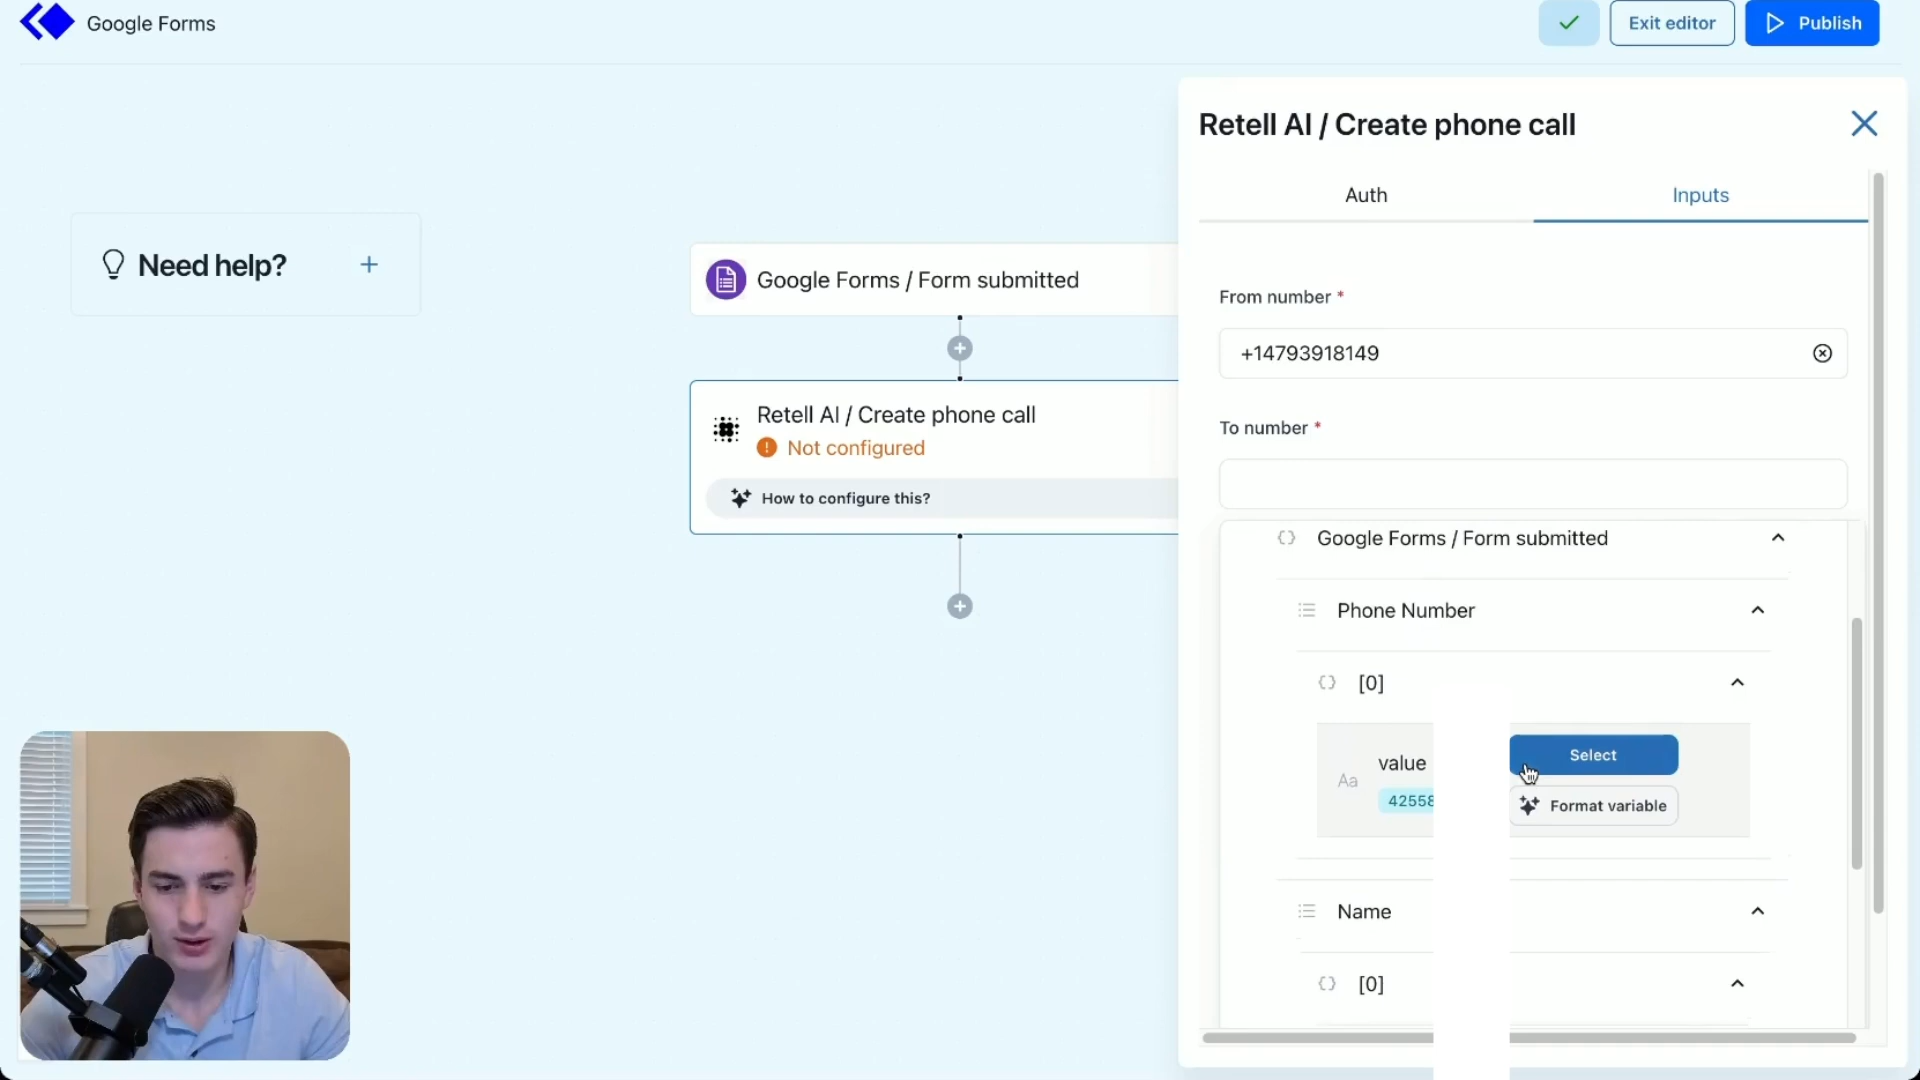 Google Forms
Exit editor
Publish
Retell AI / Create phone call
Auth
Inputs
Need help?
Google Forms / Form submitted
From number *
+14793918149
Retell AI / Create phone call
Not configured
To number *
How to configure this?
Google Forms / Form submitted
Phone Number
[0]
Aa
value
42558
Select
Format variable
Name
[0]